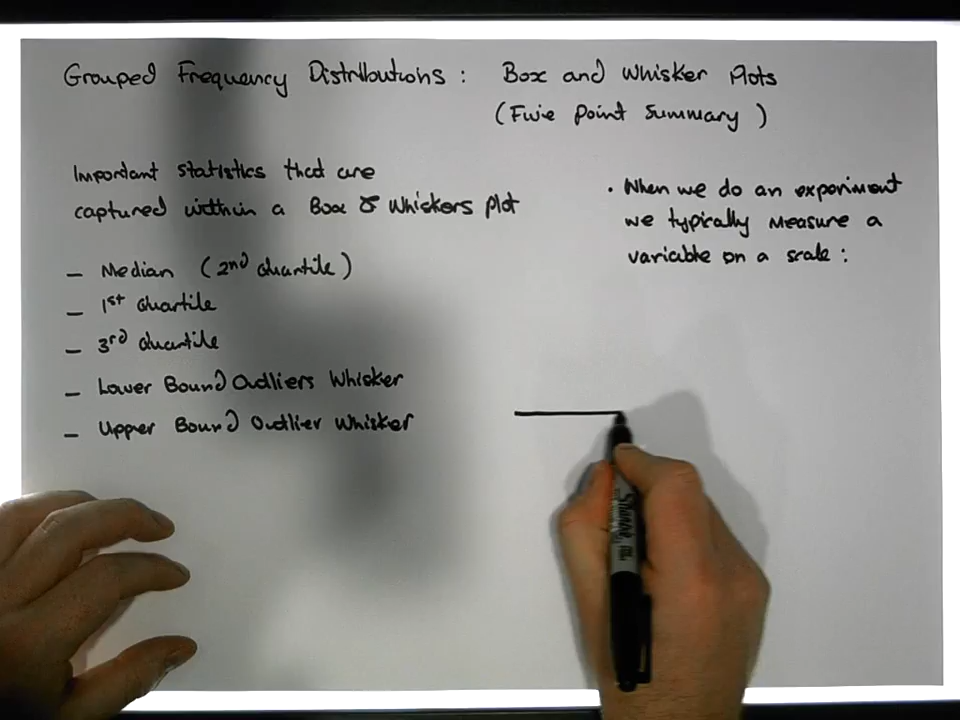 Grouped Frequency Distributions : Box and Whisker Plots
(Five Point Summary)
Important statistics that are
captured within a Box & Whiskers Plot
– Median (2nd Quartile)
– 1st Quartile
– 3rd Quartile
– Lower Bound Outliers Whisker
– Upper Bound Outlier Whisker
• When we do an experiment
we typically measure a
variable on a scale :
Sharpie